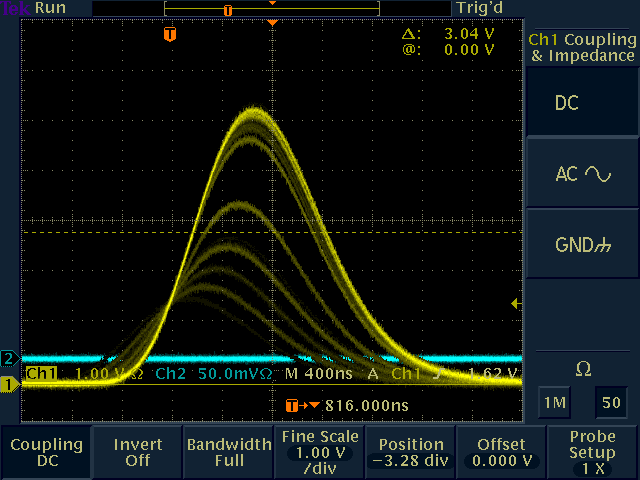 Tek Run Trig'd
T
T
Δ: 3.04 V
@: 0.00 V
Ch1 Coupling
& Impedance
DC
AC
GND
2
Ch1 1.00 VΩ Ch2 50.0mVΩ M 400ns A Ch1 1.62 V
1
T 816.000ns
Ω
1M 50
Coupling
DC
Invert
Off
Bandwidth
Full
Fine Scale
1.00 V
/div
Position
−3.28 div
Offset
0.000 V
Probe
Setup
1 X